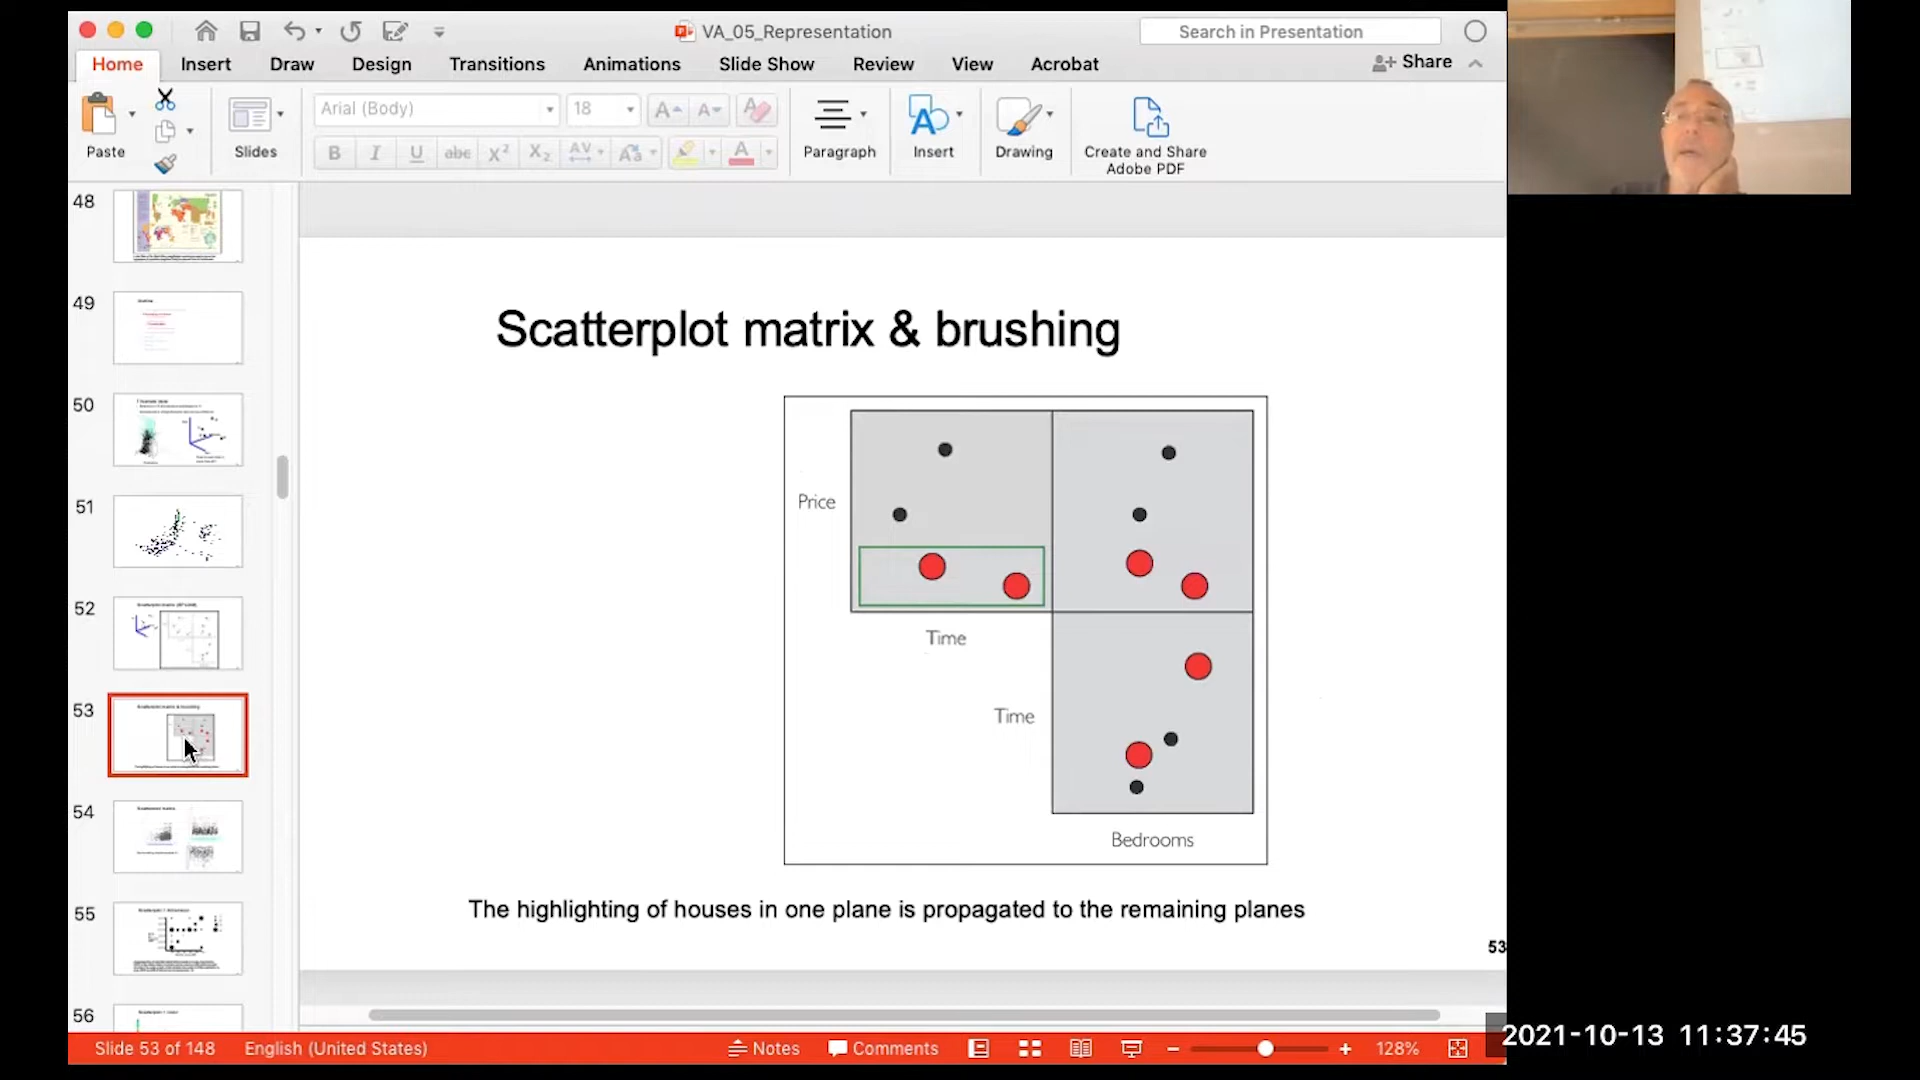 VA_05_Representation
Search in Presentation
Home Insert Draw Design Transitions Animations Slide Show Review View Acrobat Share
Paste
Slides
Arial (Body)
18
Paragraph
Insert
Drawing
Create and Share
Adobe PDF
48
49
50
51
52
53
54
55
56
Scatterplot matrix & brushing
Price
Time
Time
Bedrooms
The highlighting of houses in one plane is propagated to the remaining planes
53
Slide 53 of 148 English (United States) Notes Comments 128%
2021-10-13 11:37:45